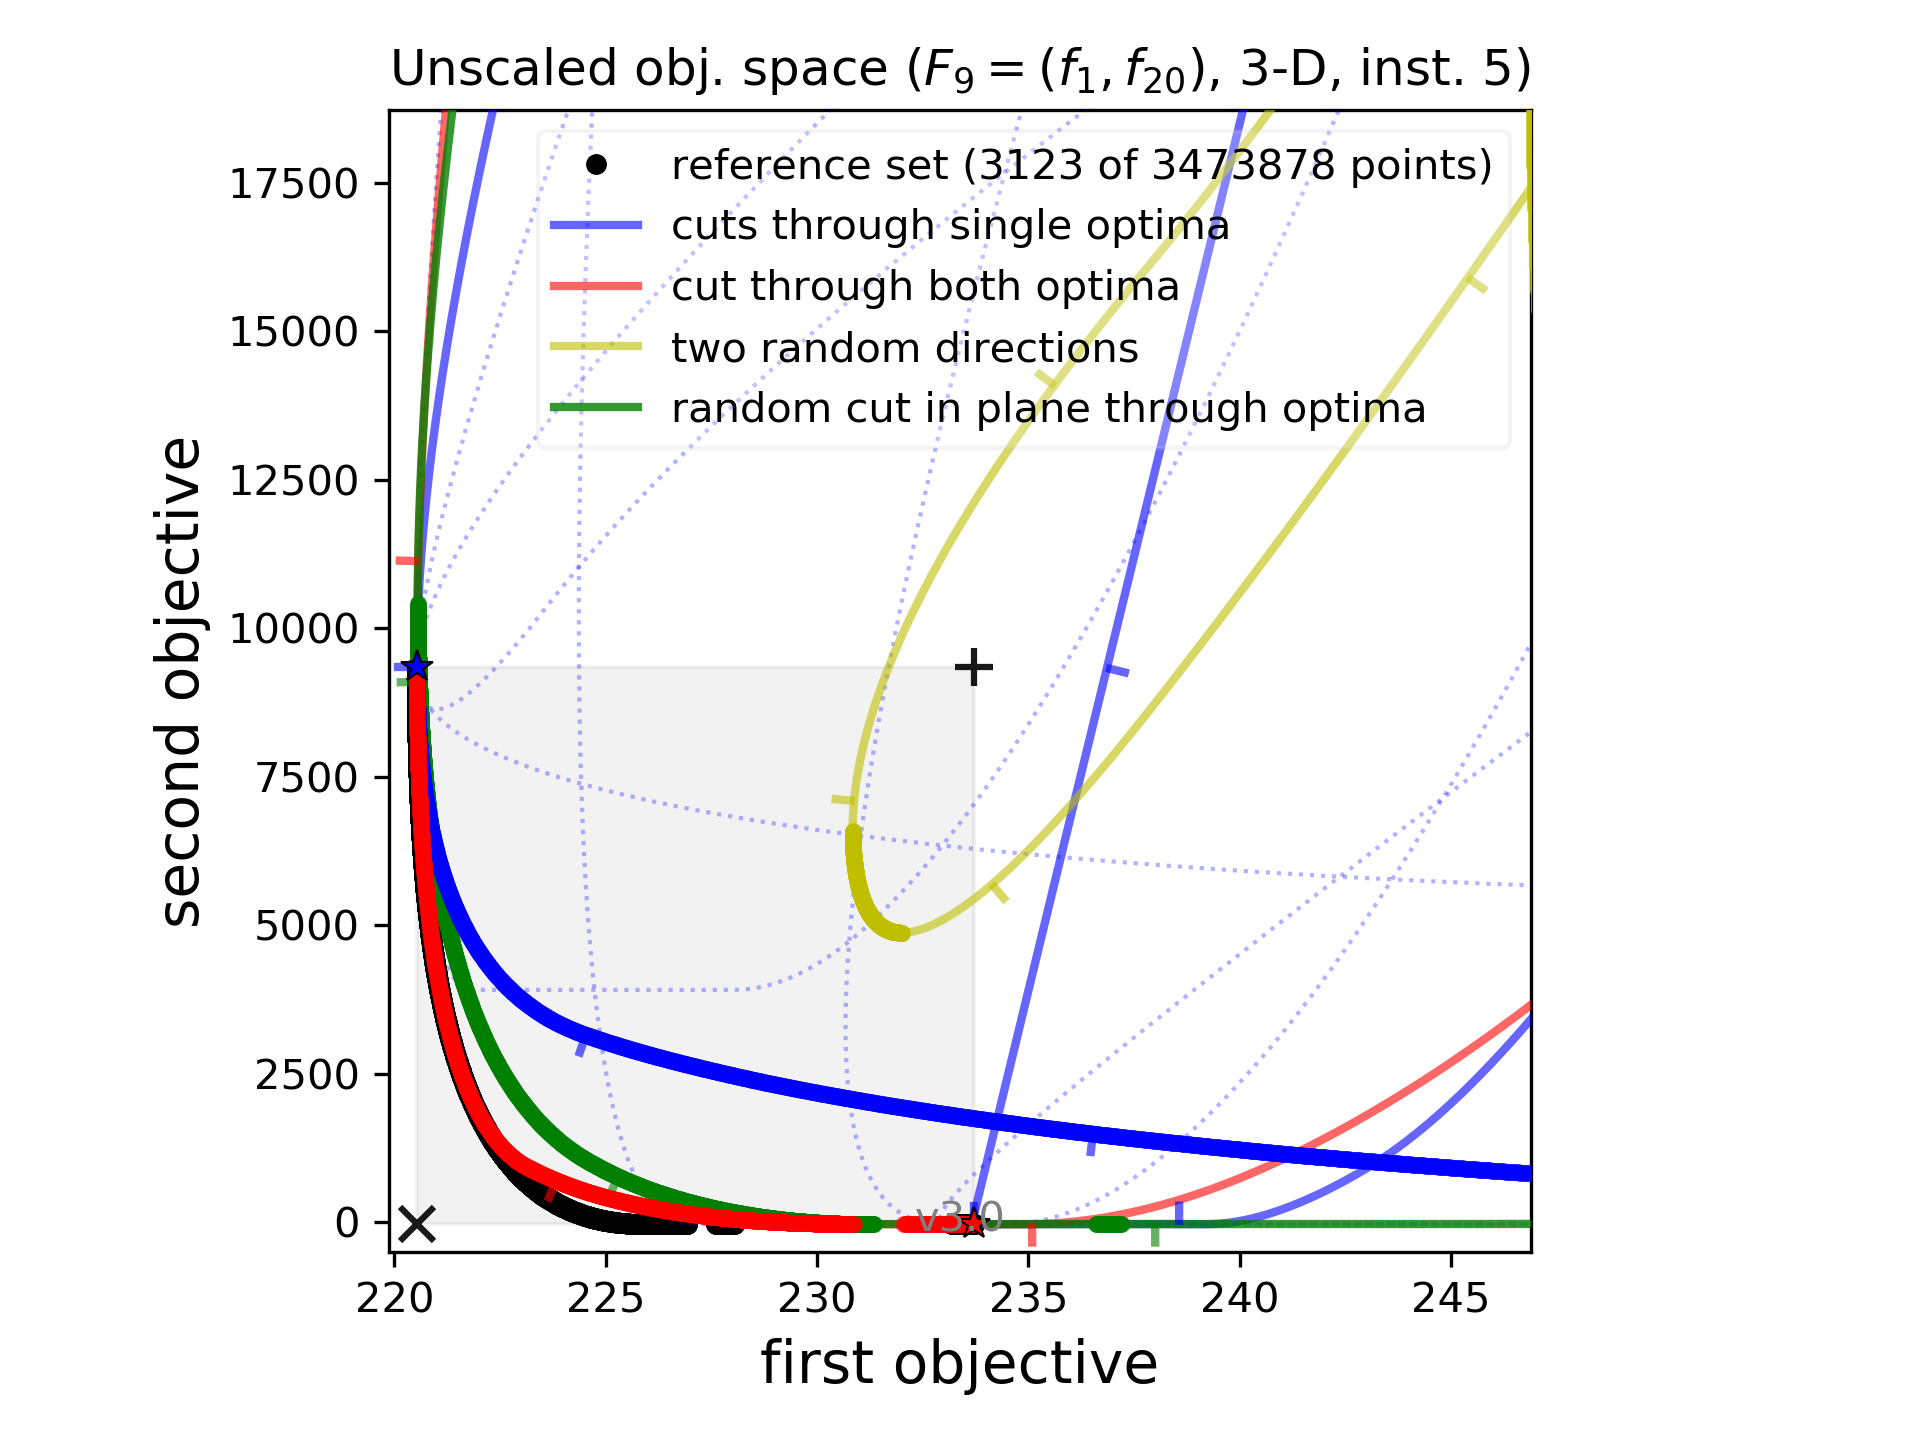 Unscaled obj. space (F₉ = (f₁, f₂₀), 3-D, inst. 5)
reference set (3123 of 3473878 points)
cuts through single optima
cut through both optima
two random directions
random cut in plane through optima
second objective
17500
15000
12500
10000
7500
5000
2500
0
v3.0
220
225
230
235
240
245
first objective